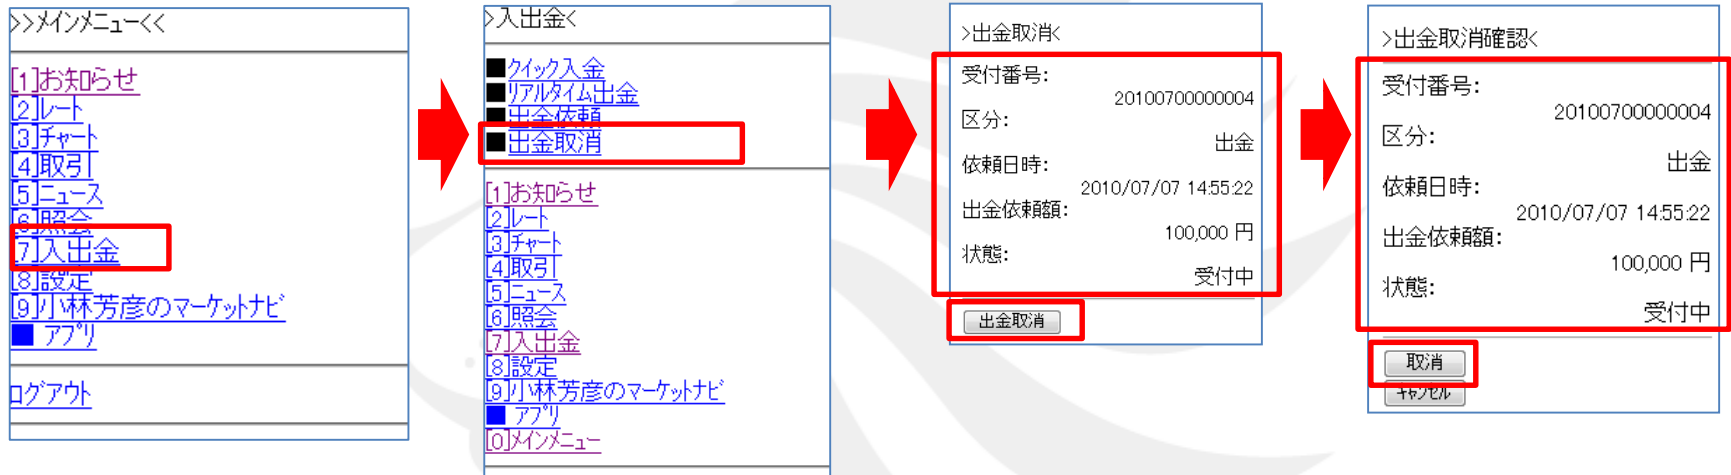 >>メインメニュー<<
[1]お知らせ
[2]レート
[3]チャート
[4]取引
[5]ニュース
[6]照会
[7]入出金
[8]設定
[9]小林芳彦のマーケットナビ
■ アプリ
ログアウト
>入出金<
■クイック入金
■リアルタイム出金
■出金依頼
■出金取消
[1]お知らせ
[2]レート
[3]チャート
[4]取引
[5]ニュース
[6]照会
[7]入出金
[8]設定
[9]小林芳彦のマーケットナビ
■ アプリ
[0]メインメニュー
>出金取消<
受付番号:
20100700000004
区分:
出金
依頼日時:
2010/07/07 14:55:22
出金依頼額:
100,000 円
状態:
受付中
出金取消
>出金取消確認<
受付番号:
20100700000004
区分:
出金
依頼日時:
2010/07/07 14:55:22
出金依頼額:
100,000 円
状態:
受付中
取消
キャンセル